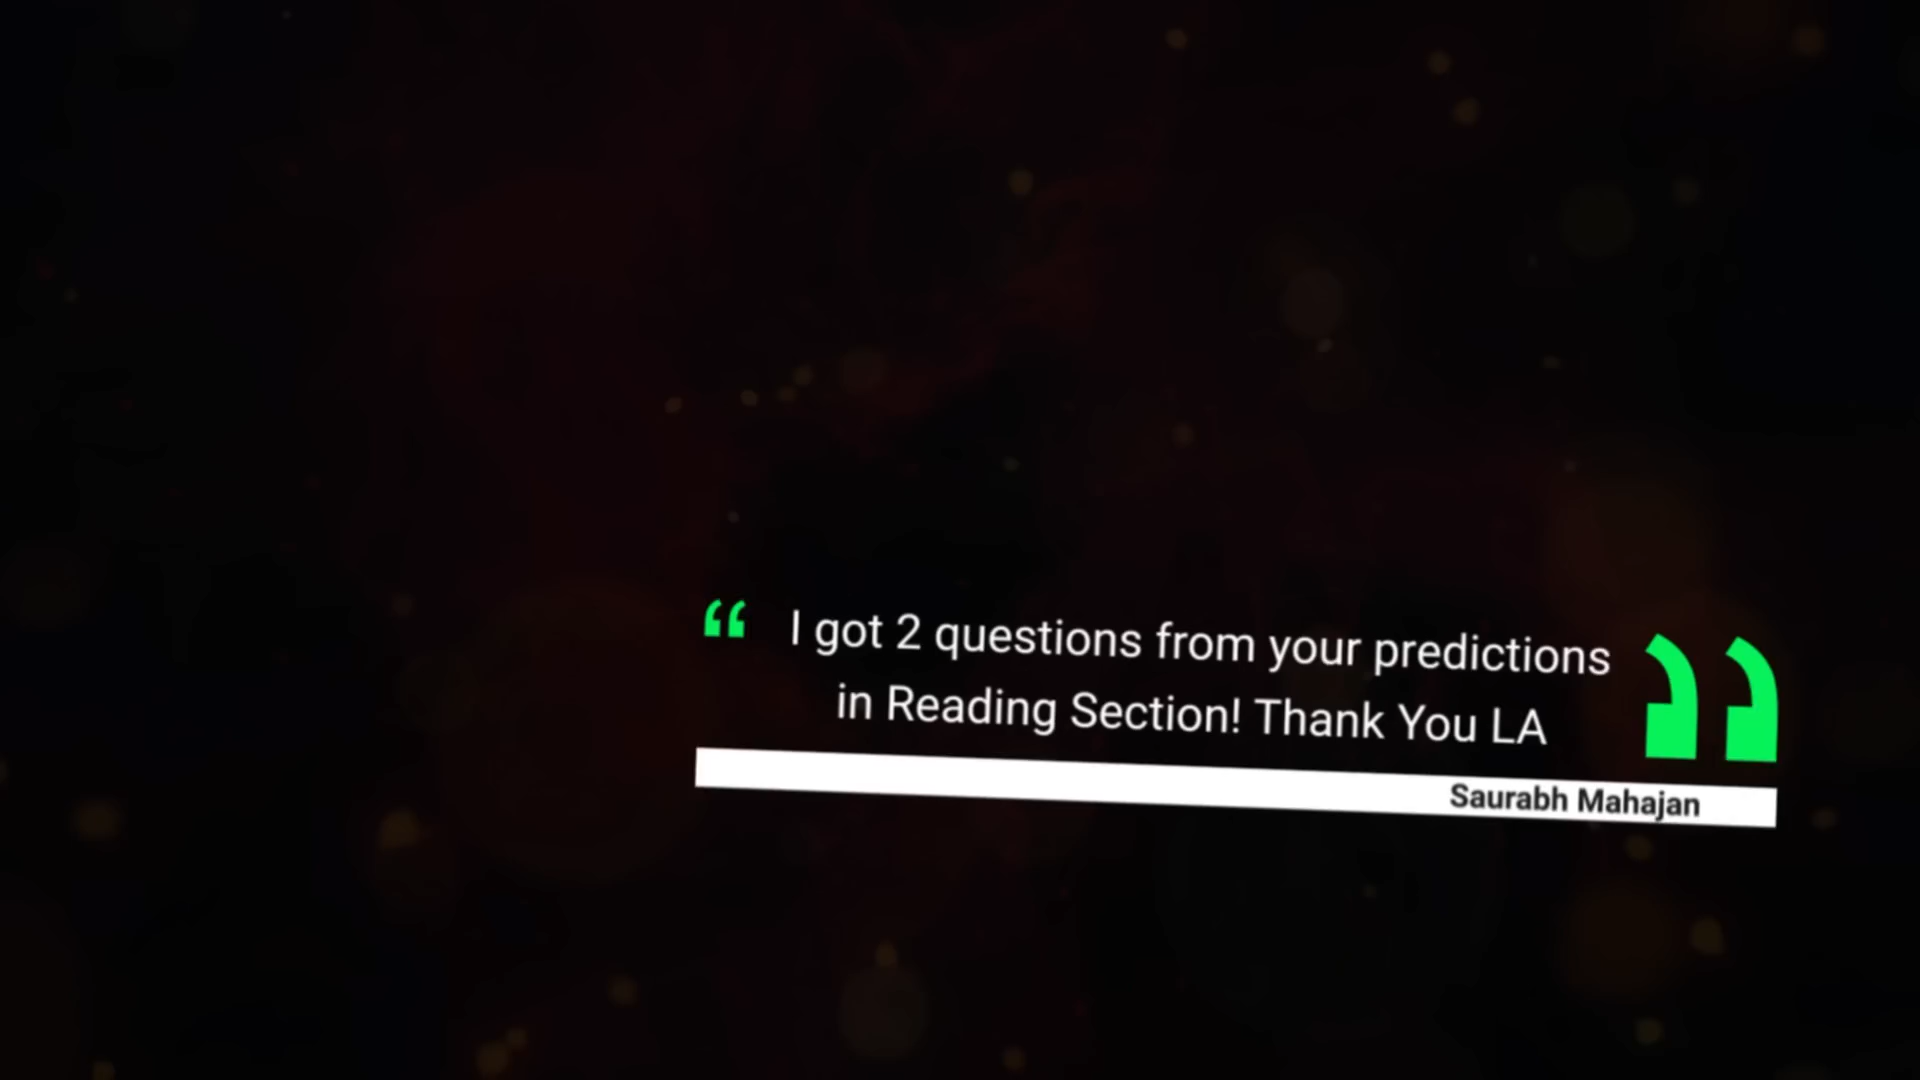 “ I got 2 questions from your predictions
in Reading Section! Thank You LA ”
Saurabh Mahajan